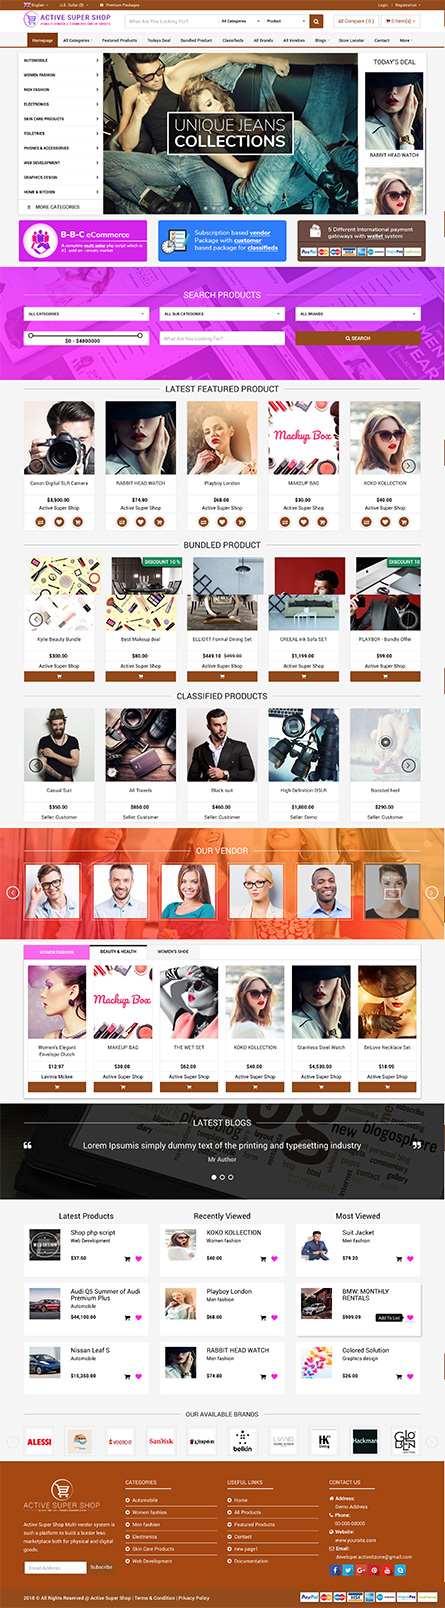 English U.S. Dollar ($) Premium Packages Login Registration
ACTIVE SUPER SHOP
What Are You Looking For? All Categories Product Compare ( 0 ) 0 Item(s)
Homepage All Categories Featured Products Todays Deal Bundled Product Classifieds All Brands All Vendors Blogs Store Locater Contact More
AUTOMOBILE
WOMEN FASHION
MEN FASHION
ELECTRONICS
SKIN CARE PRODUCTS
TOILETRIES
PHONES & ACCESSORIES
WEB DEVELOPMENT
GRAPHICS DESIGN
HOME & KITCHEN
MORE CATEGORIES
UNIQUE JEANS
COLLECTIONS
TODAY'S DEAL
RABBIT HEAD WATCH
B-B-C eCommerce
A complete multi seller php script which is
Subscription based vendor
Package with customer
based package for classifieds
5 Different International payment
gateways with wallet system
SEARCH PRODUCTS
ALL CATEGORIES ALL SUB CATEGORIES ALL BRANDS
$0 - $4800000 What Are You Looking For? SEARCH
LATEST FEATURED PRODUCT
Mackup Box
Canon Digital SLR Camera RABBIT HEAD WATCH Playboy London MAKEUP BAG KOKO KOLLECTION
$3,500.00 $74.80 $68.00 $30.00 $40.00
Active Super Shop Active Super Shop Active Super Shop Active Super Shop Active Super Shop
BUNDLED PRODUCT
DISCOUNT 10 % DISCOUNT 10
Kylie Beauty Bundle Best Makeup deal ELLIOTT Formal Dining Set CREEAL ink Sofa SET PLAYBOY - Bundle Offer
$300.00 $80.00 $449.10 $499.00 $1,199.00 $99.00
Active Super Shop Active Super Shop Active Super Shop Active Super Shop Active Super Shop
CLASSIFIED PRODUCTS
Casual Suit All Travels Black suit High Definition DSLR Boosted heel
$350.00 $850.00 $460.00 $1,800.00 $290.00
Seller: Customer Seller: Customer Seller: Customer Seller: Demo Seller: Customer
OUR VENDOR
WOMEN FASHION BEAUTY & HEALTH WOMEN'S SHOE
Mackup Box
Women's Elegant
Envelope Clutch MAKEUP BAG THE WET SET KOKO KOLLECTION Stainless Steel Watch BnLove Necklace Set
$12.97 $30.00 $62.00 $40.00 $4,530.00 $18.99
Lavinia Mckee Active Super Shop Active Super Shop Active Super Shop Active Super Shop Active Super Shop
LATEST BLOGS
Lorem Ipsumis simply dummy text of the printing and typesetting industry
Mr Author
Latest Products Recently Viewed Most Viewed
Shop php script KOKO KOLLECTION Suit Jacket
Web Development Women fashion Men fashion
$37.50 $40.00 $79.20
Audi Q5 Summer of Audi
Premium Plus Playboy London BMW: MONTHLY
RENTALS
Automobile Men fashion
$44,100.00 $68.00 $909.09 Add To List
Nissan Leaf S RABBIT HEAD WATCH Colored Solution
Automobile Men fashion Graphics design
$15,350.00 $74.80 $26.00
OUR AVAILABLE BRANDS
ALESSI SanDisk Kingston belkin LIVING HK living Hackman GLOBEN
ACTIVE SUPER SHOP
Active Super Shop Multi vendor system is
such a platform to build a border less
marketplace both for physical and digital
goods.
Email Address Subscribe
CATEGORIES
Automobile
Women fashion
Men fashion
Electronics
Skin Care Products
Web Development
USEFUL LINKS
Home
All Products
Featured Products
Contact
new page1
Documentation
CONTACT US
Address:
Demo Address
Phone:
00-000-00000
Website:
www.yoursite.com
Email:
developer.activeitzone@gmail.com
2018 © All Rights Reserved @ Active Super Shop | Terms & Condition | Privacy Policy